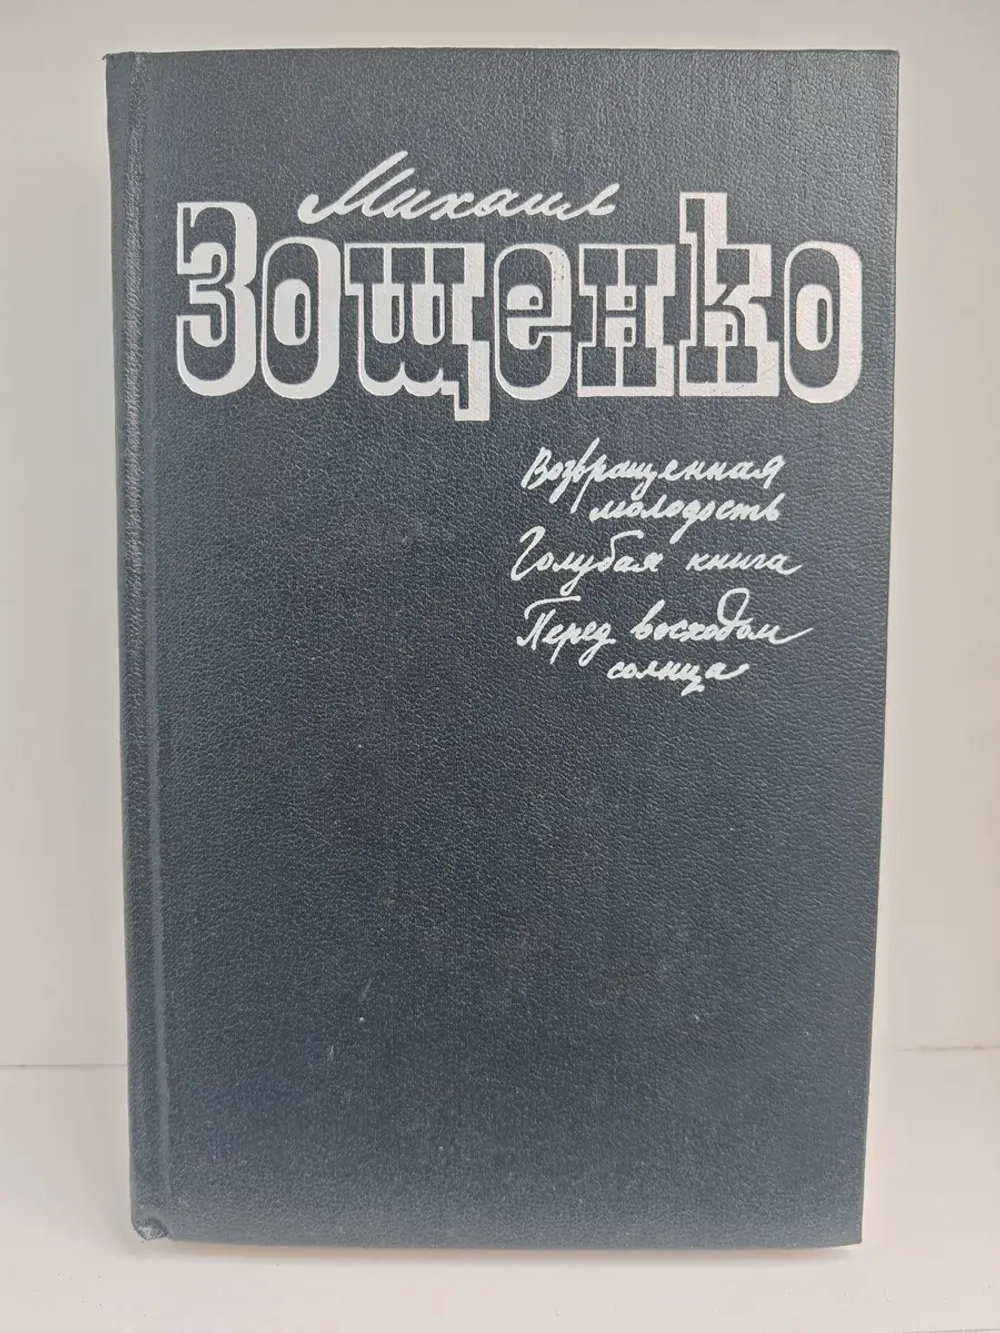 Михаил
Зощенко
Возвращенная
молодость
Голубая книга
Перед восходом
солнца